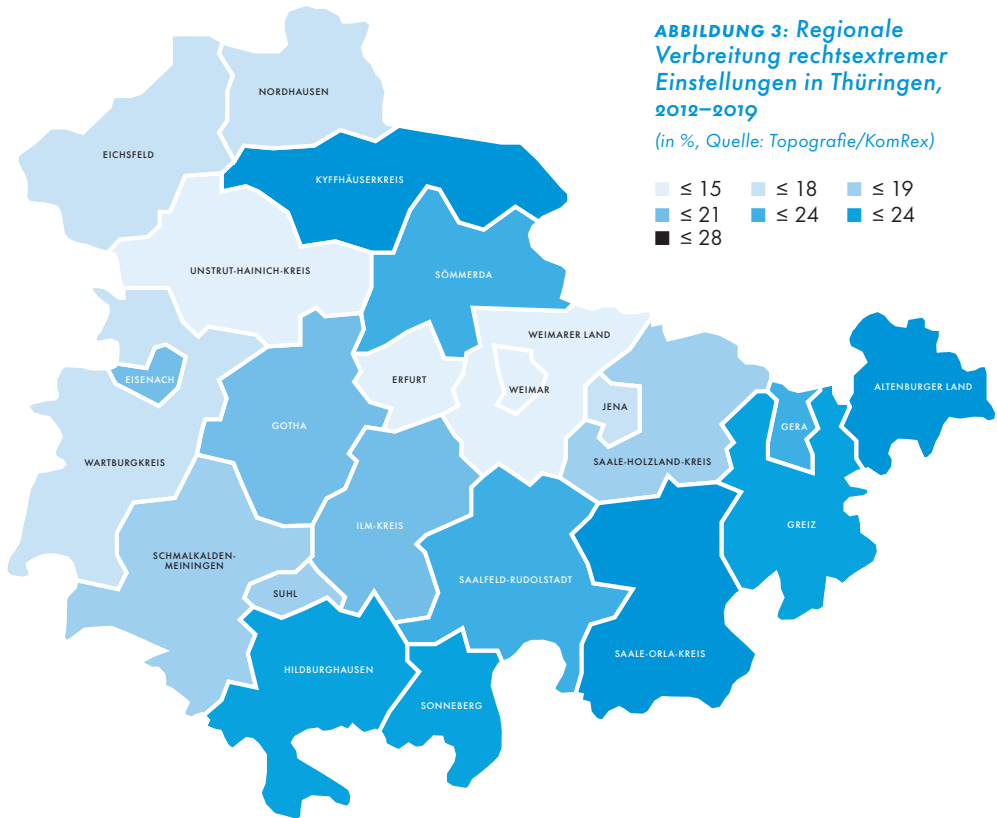 ABBILDUNG 3: Regionale
Verbreitung rechtsextremer
Einstellungen in Thüringen,
2012–2019
(in %, Quelle: Topografie/KomRex)
≤ 15 ≤ 18 ≤ 19
≤ 21 ≤ 24 ≤ 24
≤ 28
NORDHAUSEN
EICHSFELD
KYFFHÄUSERKREIS
UNSTRUT-HAINICH-KREIS
SÖMMERDA
WEIMARER LAND
EISENACH
ERFURT
WEIMAR
JENA
ALTENBURGER LAND
GOTHA
GERA
WARTBURGKREIS
SAALE-HOLZLAND-KREIS
ILM-KREIS
GREIZ
SCHMALKALDEN-
MEININGEN
SUHL
SAALFELD-RUDOLSTADT
SAALE-ORLA-KREIS
HILDBURGHAUSEN
SONNEBERG